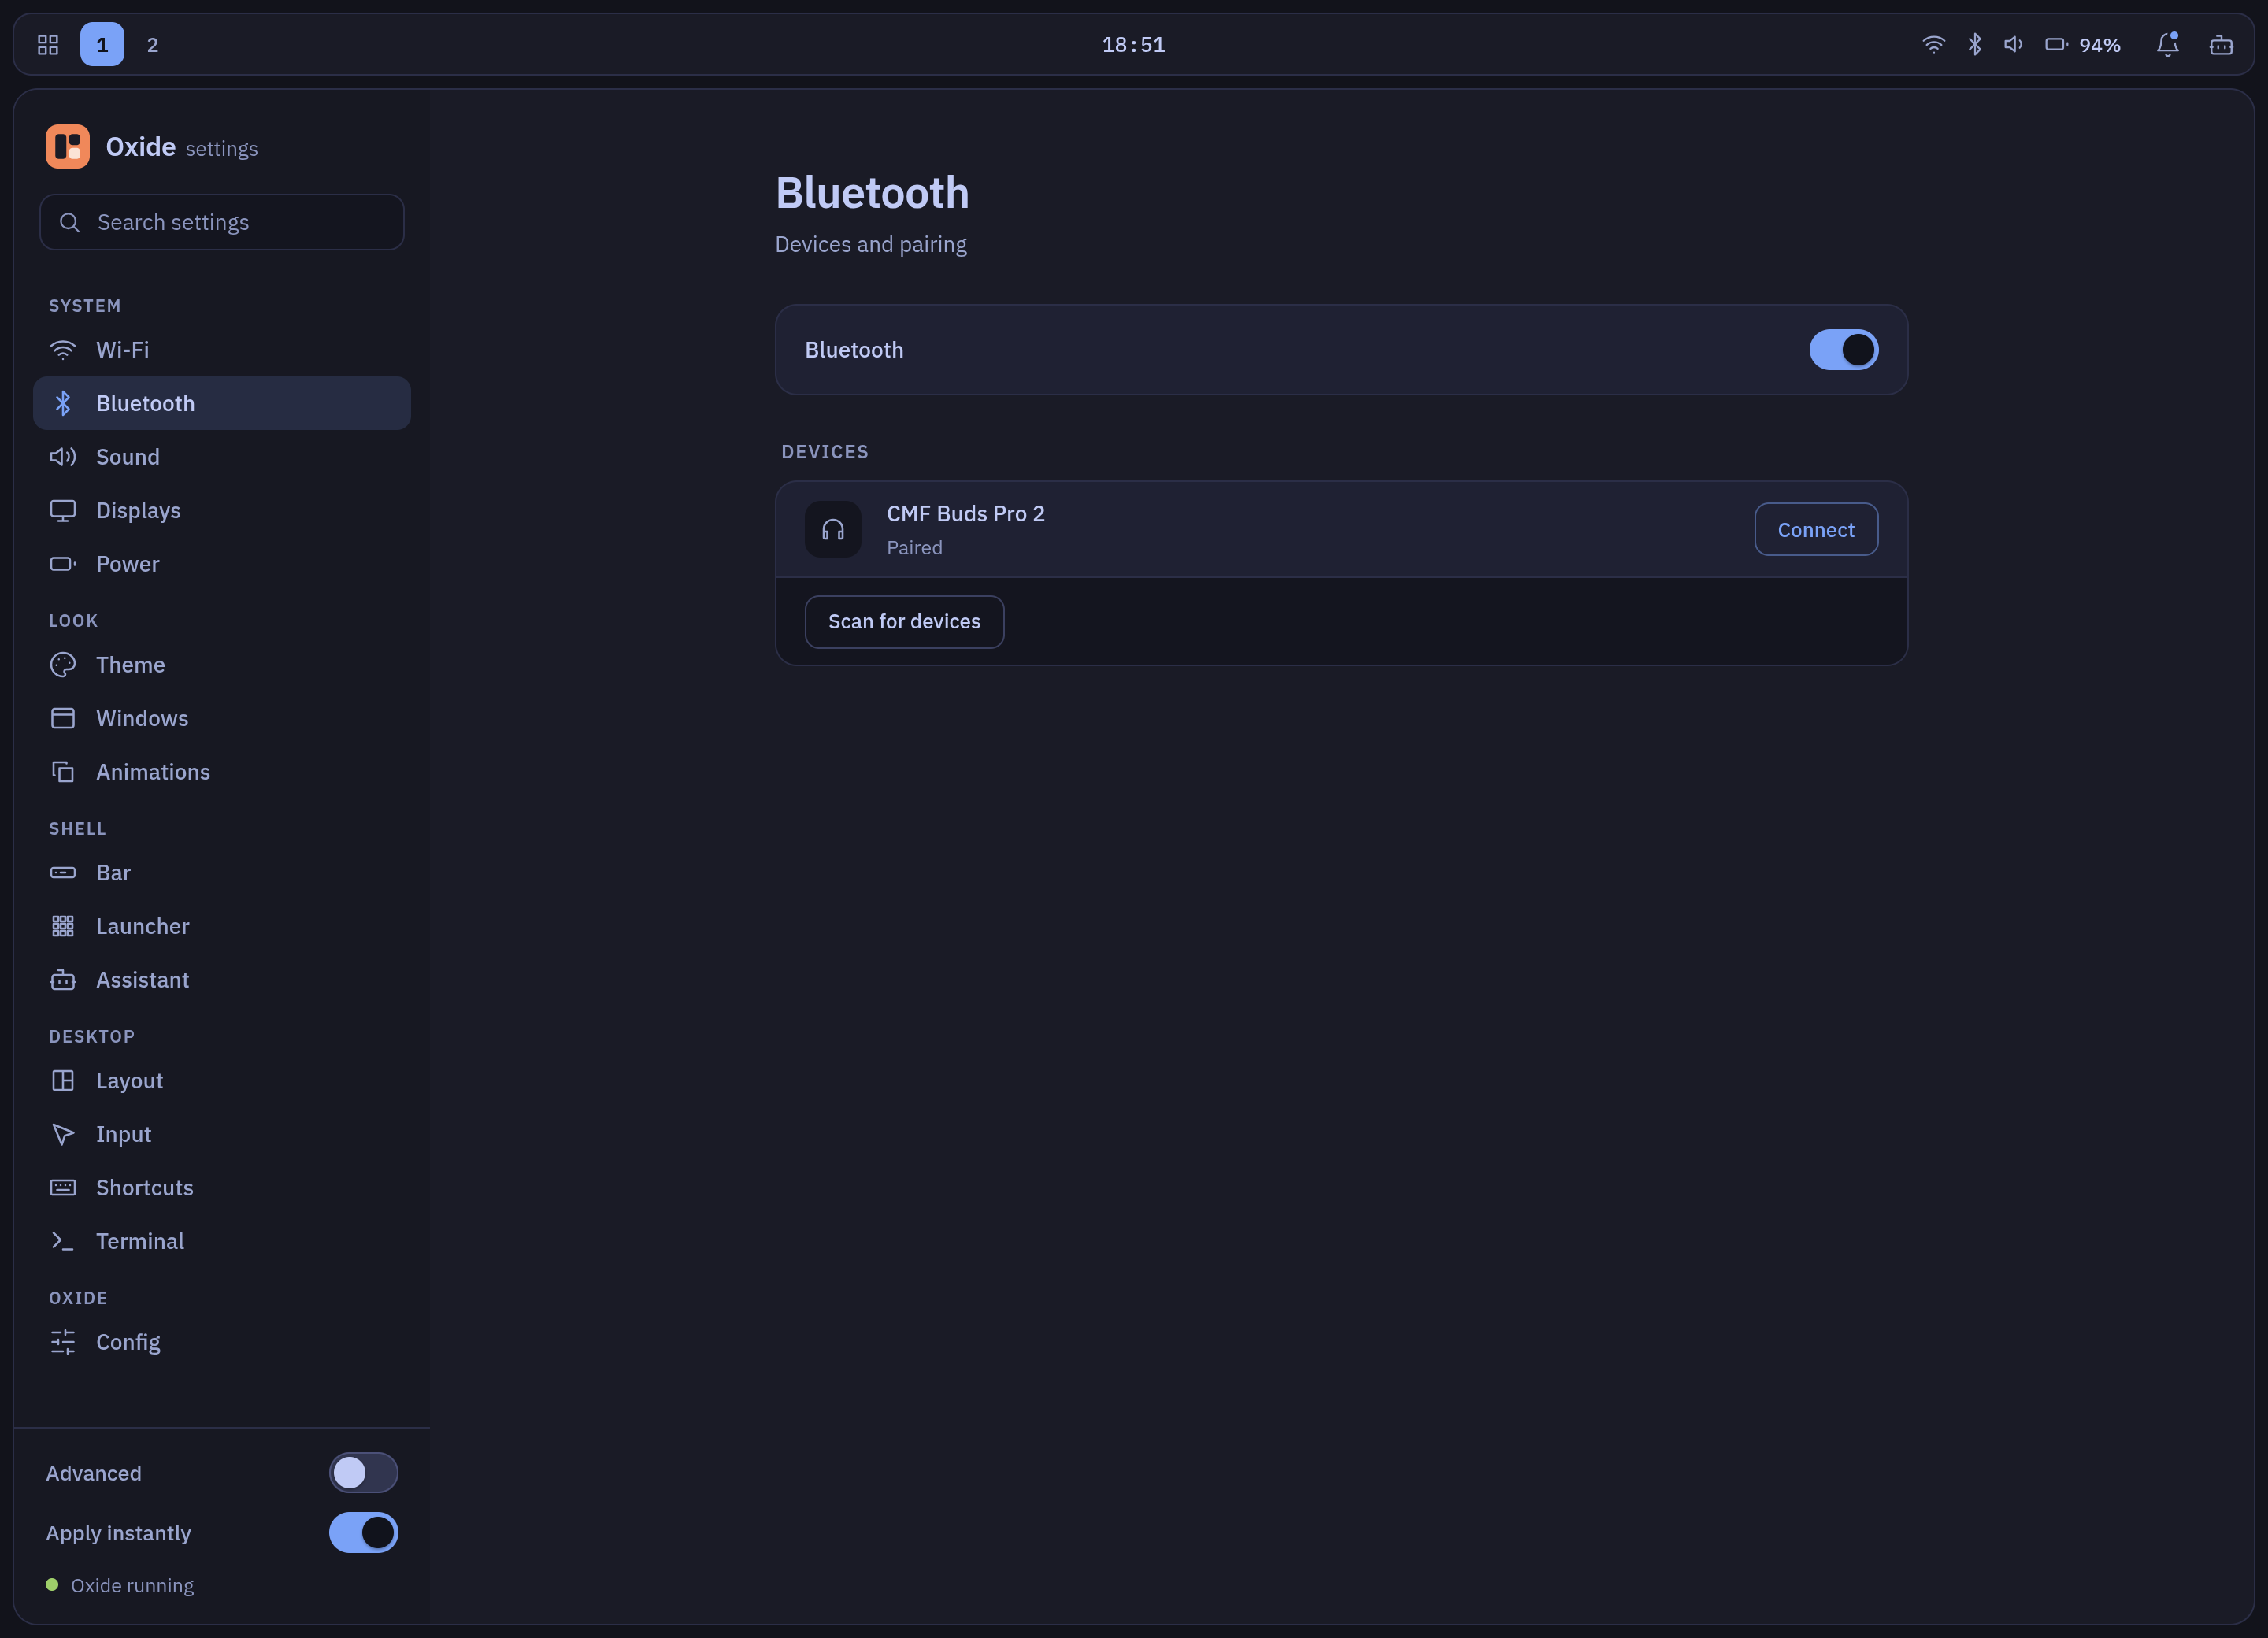 1 2 18:51 94%
Oxide settings
Search settings
SYSTEM
Wi-Fi
Bluetooth
Sound
Displays
Power
LOOK
Theme
Windows
Animations
SHELL
Bar
Launcher
Assistant
DESKTOP
Layout
Input
Shortcuts
Terminal
OXIDE
Config
Advanced
Apply instantly
Oxide running
Bluetooth
Devices and pairing
Bluetooth
DEVICES
CMF Buds Pro 2
Paired
Connect
Scan for devices